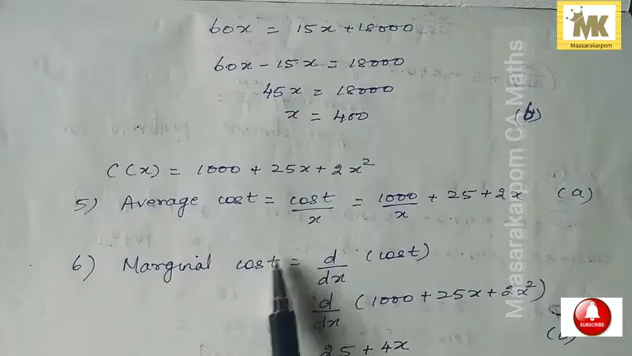 60x = 15x + 18000
60x - 15x = 18000
45x = 18000
x = 400 (b)
C(x) = 1000 + 25x + 2x²
5) Average cost = cost/x = 1000/x + 25 + 2x (a)
6) Marginal cost = d/dx (cost)
d/dx (1000 + 25x + 2x²)
25 + 4x
MK
Maasarakarpom
Maasarakarpom CA Maths
SUBSCRIBE